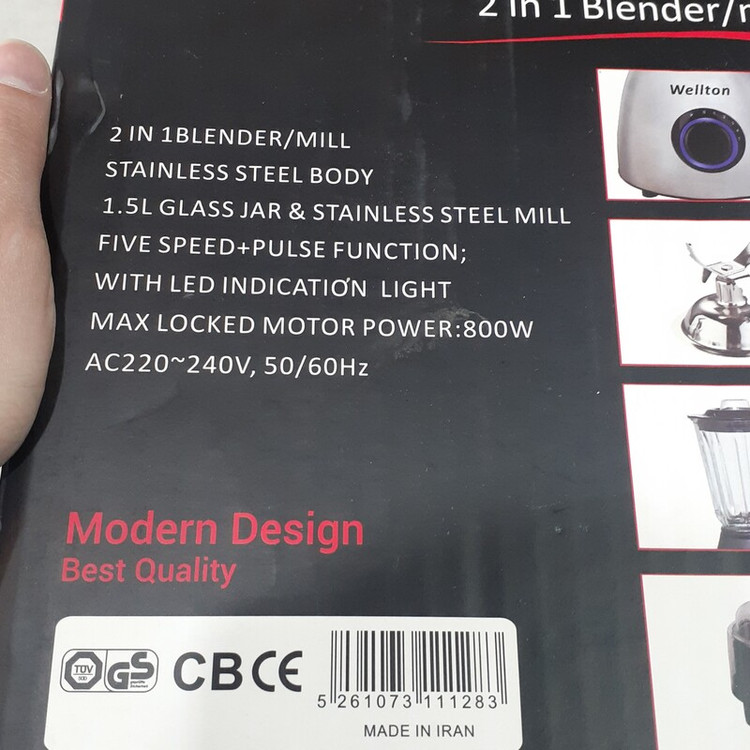 2 in 1 Blender/
Wellton
2 IN 1BLENDER/MILL
STAINLESS STEEL BODY
1.5L GLASS JAR & STAINLESS STEEL MILL
FIVE SPEED+PULSE FUNCTION;
WITH LED INDICATION LIGHT
MAX LOCKED MOTOR POWER:800W
AC220~240V, 50/60Hz
Modern Design
Best Quality
TÜV GS CB CE
5 261073 111283
MADE IN IRAN